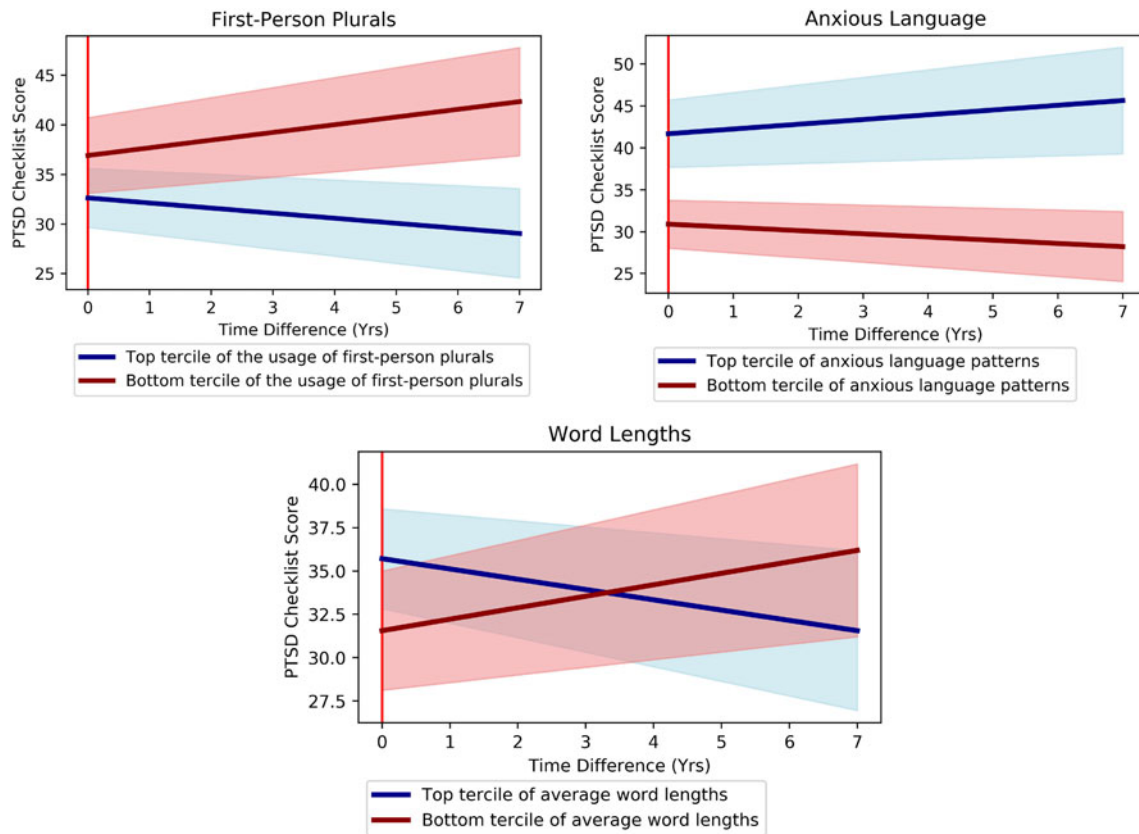 First-Person Plurals
PTSD Checklist Score
45
40
35
30
25
0 1 2 3 4 5 6 7
Time Difference (Yrs)
Top tercile of the usage of first-person plurals
Bottom tercile of the usage of first-person plurals
Anxious Language
PTSD Checklist Score
50
45
40
35
30
25
0 1 2 3 4 5 6 7
Time Difference (Yrs)
Top tercile of anxious language patterns
Bottom tercile of anxious language patterns
Word Lengths
PTSD Checklist Score
40.0
37.5
35.0
32.5
30.0
27.5
0 1 2 3 4 5 6 7
Time Difference (Yrs)
Top tercile of average word lengths
Bottom tercile of average word lengths